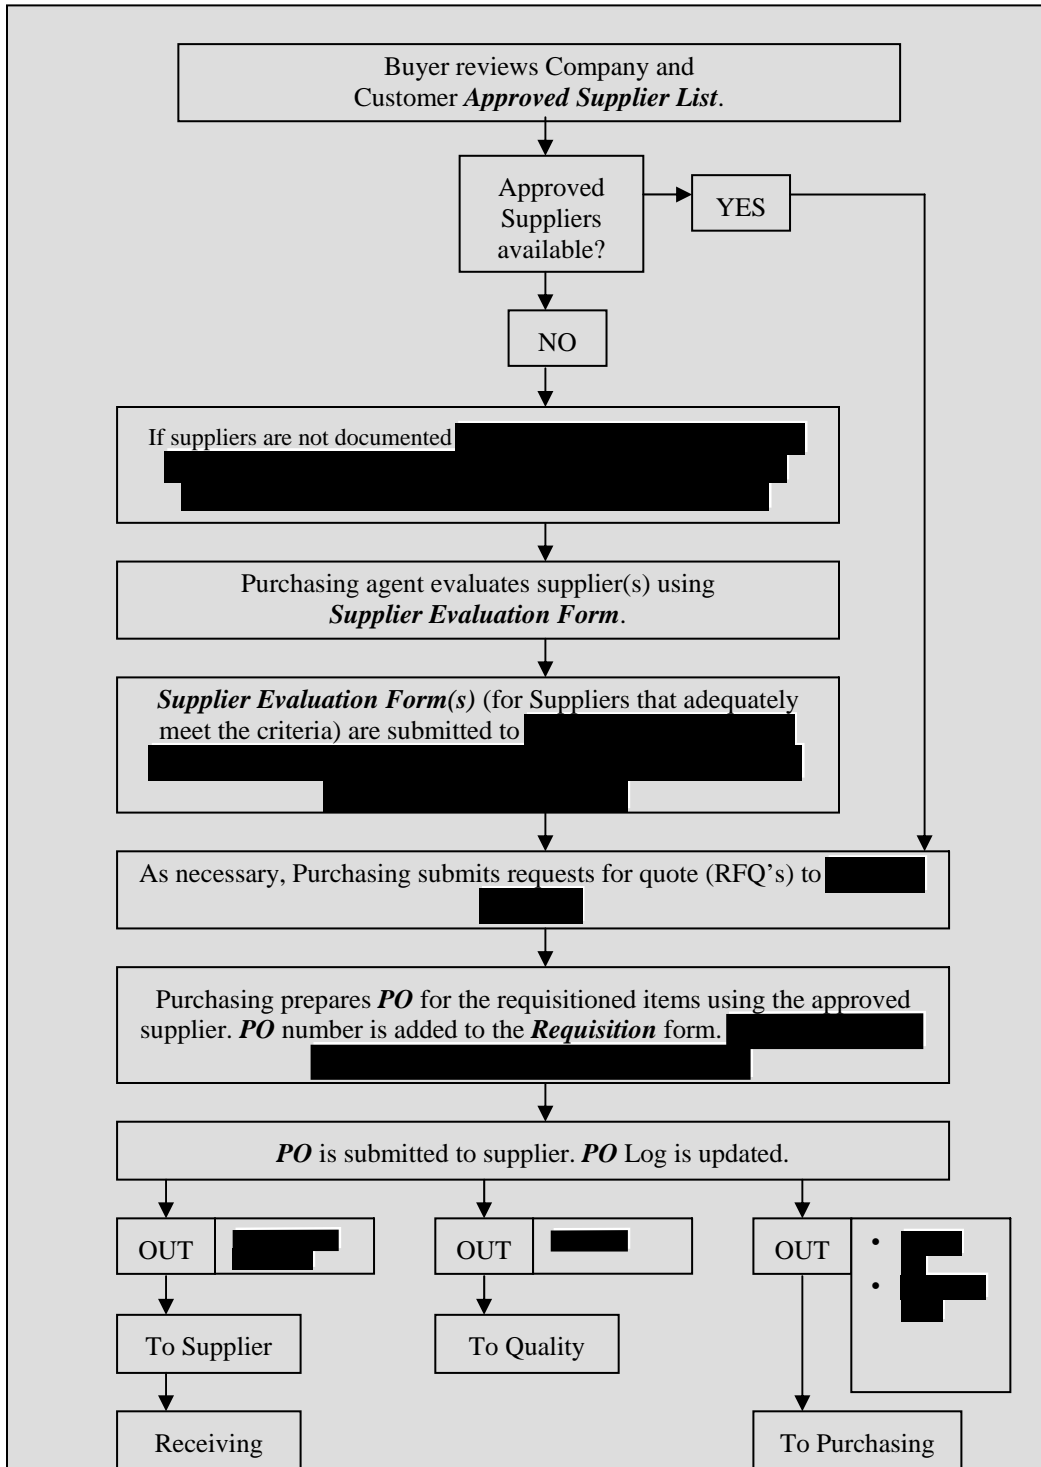 Buyer reviews Company and
Customer Approved Supplier List.
Approved
Suppliers
available?
YES
NO
If suppliers are not documented
Purchasing agent evaluates supplier(s) using
Supplier Evaluation Form.
Supplier Evaluation Form(s) (for Suppliers that adequately
meet the criteria) are submitted to
As necessary, Purchasing submits requests for quote (RFQ’s) to
Purchasing prepares PO for the requisitioned items using the approved
supplier. PO number is added to the Requisition form.
PO is submitted to supplier. PO Log is updated.
OUT
OUT
OUT
•
•
To Supplier
To Quality
Receiving
To Purchasing